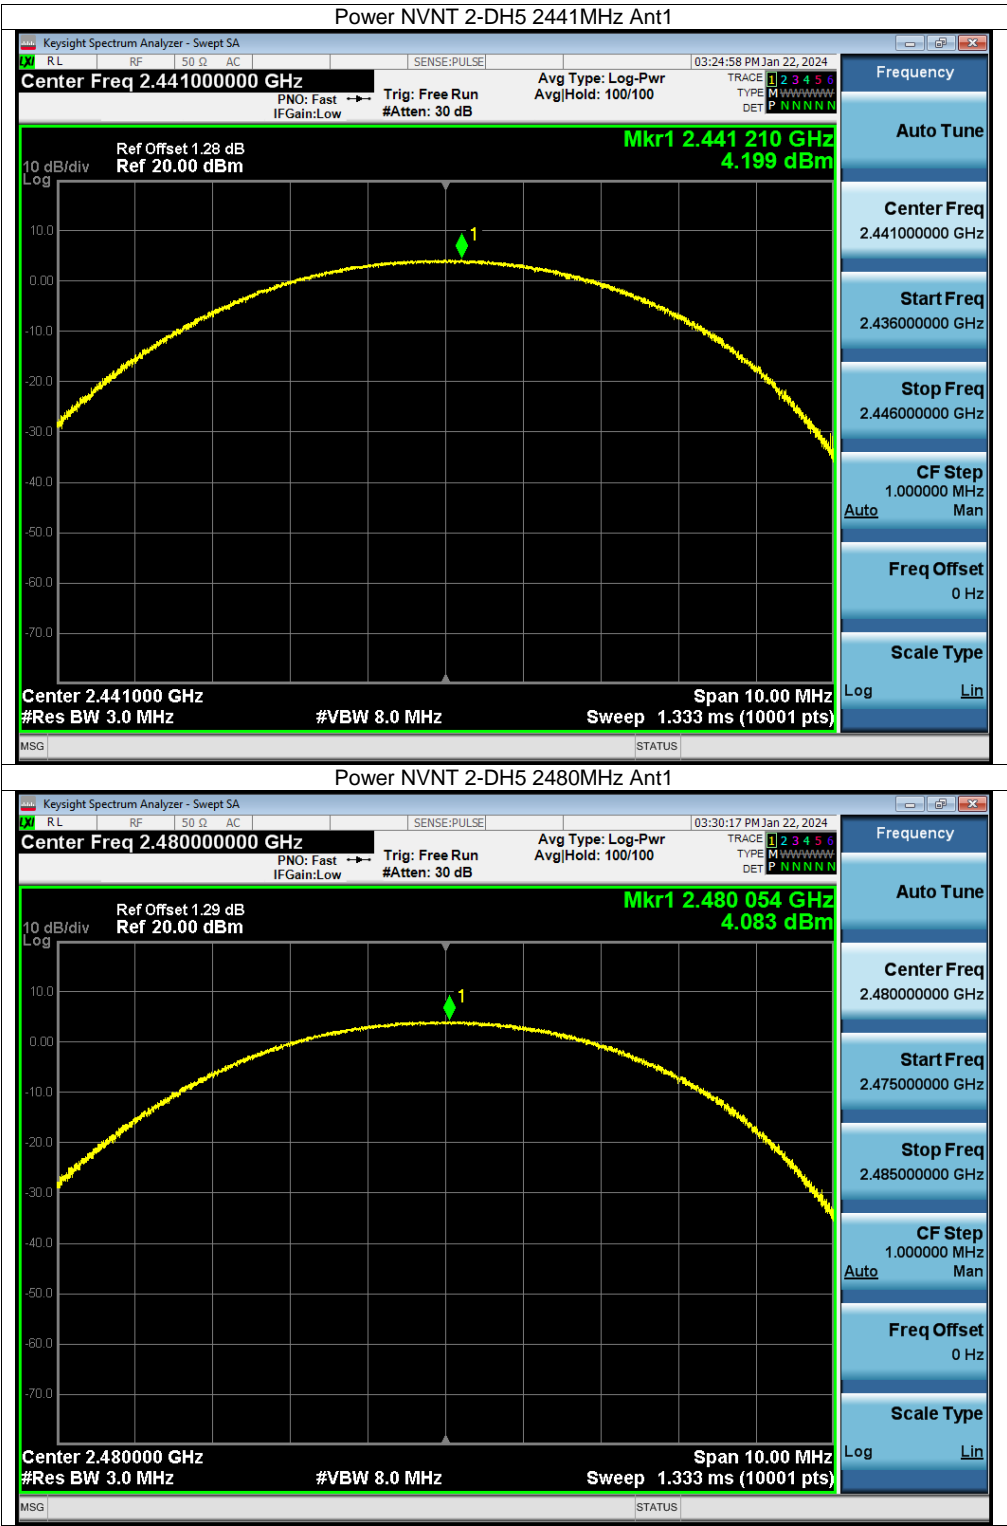 Power NVNT 2-DH5 2441MHz Ant1
Keysight Spectrum Analyzer - Swept SA
LXI RL RF 50 Ω AC SENSE:PULSE 03:24:58 PM Jan 22, 2024
Center Freq 2.441000000 GHz
PNO: Fast
IFGain:Low
Trig: Free Run
#Atten: 30 dB
Avg Type: Log-Pwr
Avg|Hold: 100/100
TRACE 1 2 3 4 5 6
TYPE M WWWWW
DET P N N N N N
Frequency
Mkr1 2.441 210 GHz
4.199 dBm
Ref Offset 1.28 dB
10 dB/div Ref 20.00 dBm
Log
1
10.0
0.00
-10.0
-20.0
-30.0
-40.0
-50.0
-60.0
-70.0
Center 2.441000 GHz Span 10.00 MHz
#Res BW 3.0 MHz #VBW 8.0 MHz Sweep 1.333 ms (10001 pts)
MSG STATUS
Auto Tune
Center Freq
2.441000000 GHz
Start Freq
2.436000000 GHz
Stop Freq
2.446000000 GHz
CF Step
1.000000 MHz
Auto Man
Freq Offset
0 Hz
Scale Type
Log Lin
Power NVNT 2-DH5 2480MHz Ant1
Keysight Spectrum Analyzer - Swept SA
LXI RL RF 50 Ω AC SENSE:PULSE 03:30:17 PM Jan 22, 2024
Center Freq 2.480000000 GHz
PNO: Fast
IFGain:Low
Trig: Free Run
#Atten: 30 dB
Avg Type: Log-Pwr
Avg|Hold: 100/100
TRACE 1 2 3 4 5 6
TYPE M WWWWW
DET P N N N N N
Frequency
Mkr1 2.480 054 GHz
4.083 dBm
Ref Offset 1.29 dB
10 dB/div Ref 20.00 dBm
Log
1
10.0
0.00
-10.0
-20.0
-30.0
-40.0
-50.0
-60.0
-70.0
Center 2.480000 GHz Span 10.00 MHz
#Res BW 3.0 MHz #VBW 8.0 MHz Sweep 1.333 ms (10001 pts)
MSG STATUS
Auto Tune
Center Freq
2.480000000 GHz
Start Freq
2.475000000 GHz
Stop Freq
2.485000000 GHz
CF Step
1.000000 MHz
Auto Man
Freq Offset
0 Hz
Scale Type
Log Lin